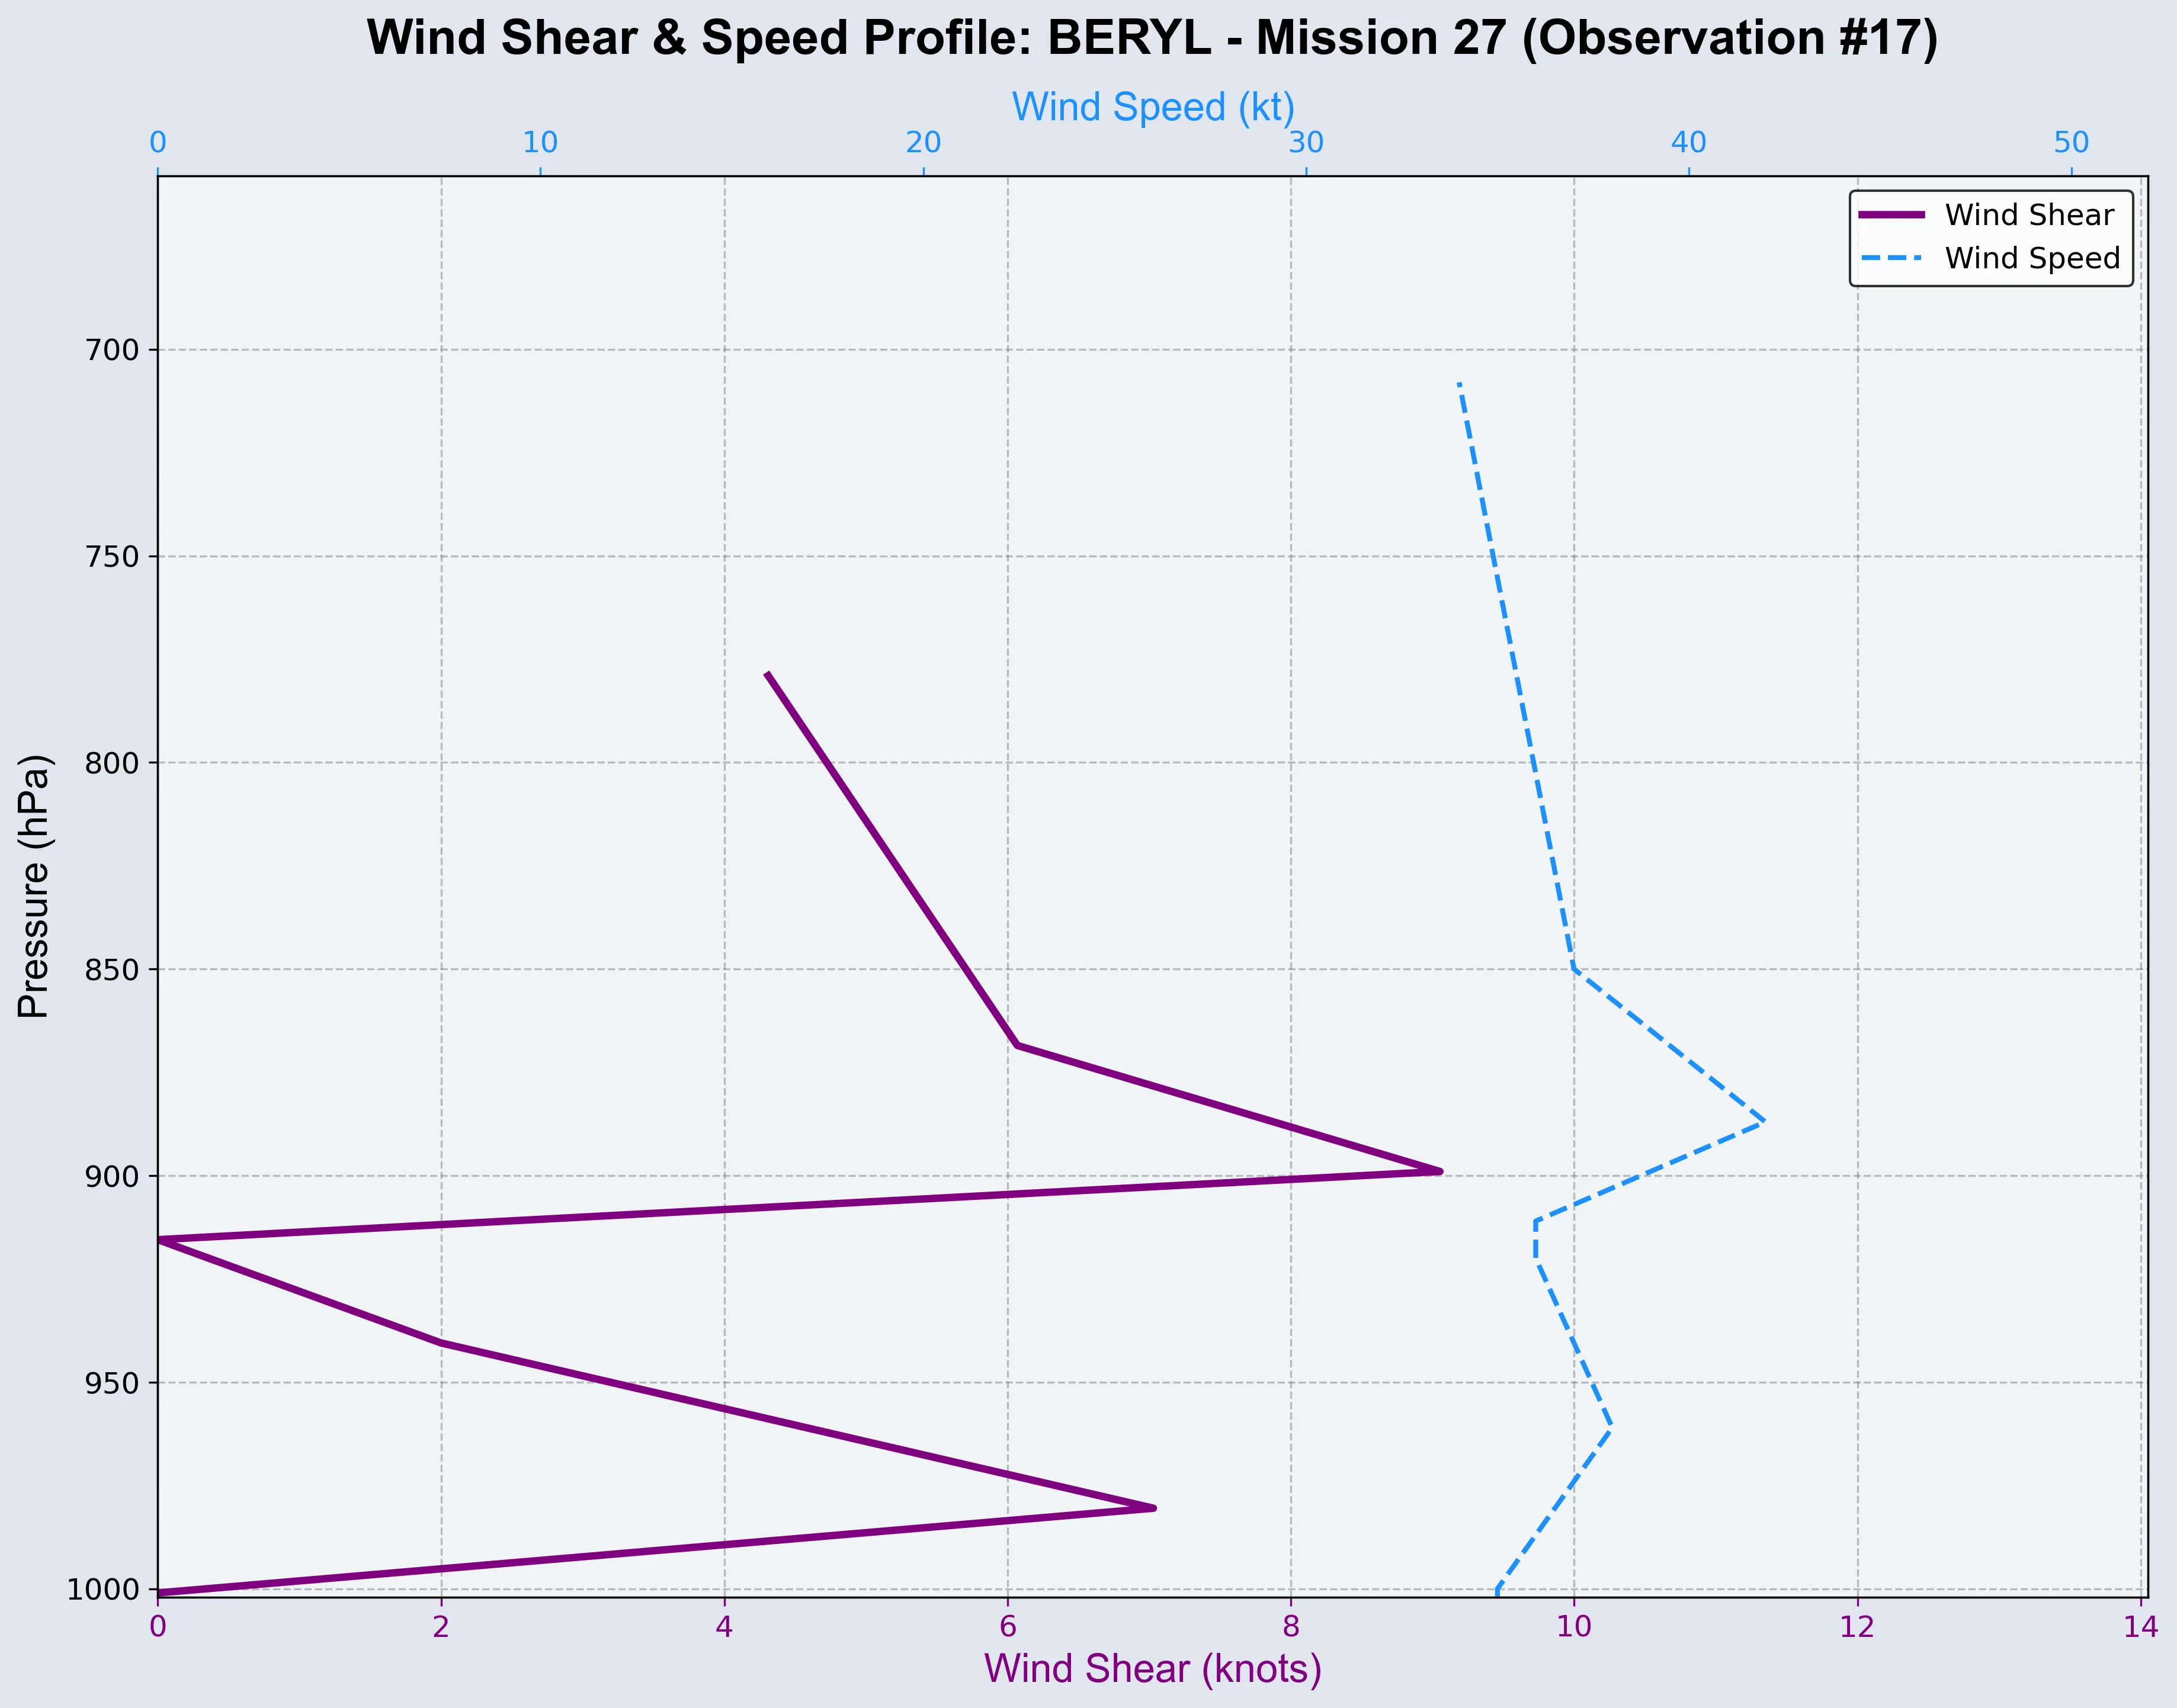 Wind Shear & Speed Profile: BERYL - Mission 27 (Observation #17)
Wind Speed (kt)
0 10 20 30 40 50
Wind Shear
Wind Speed
700
750
800
850
900
950
1000
Pressure (hPa)
0 2 4 6 8 10 12 14
Wind Shear (knots)